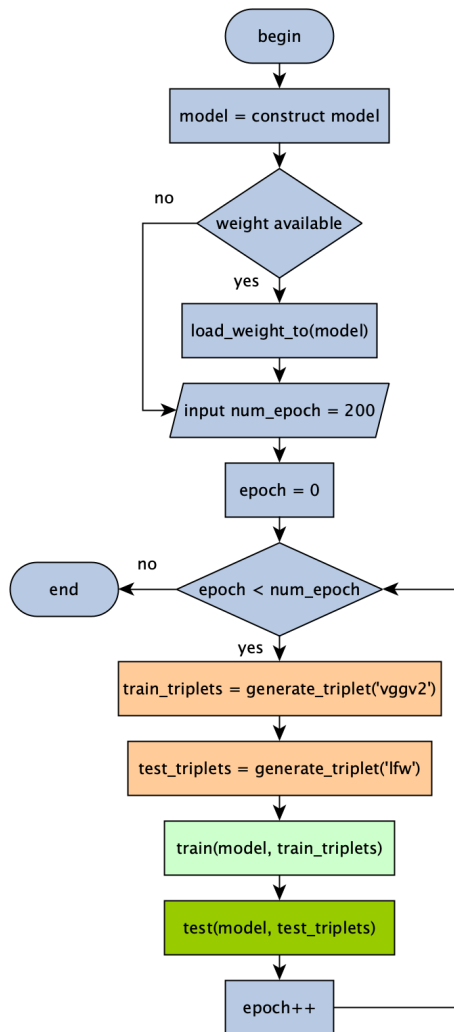 begin
model = construct model
weight available
no
yes
load_weight_to(model)
input num_epoch = 200
epoch = 0
epoch < num_epoch
no
end
yes
train_triplets = generate_triplet('vggv2')
test_triplets = generate_triplet('lfw')
train(model, train_triplets)
test(model, test_triplets)
epoch++